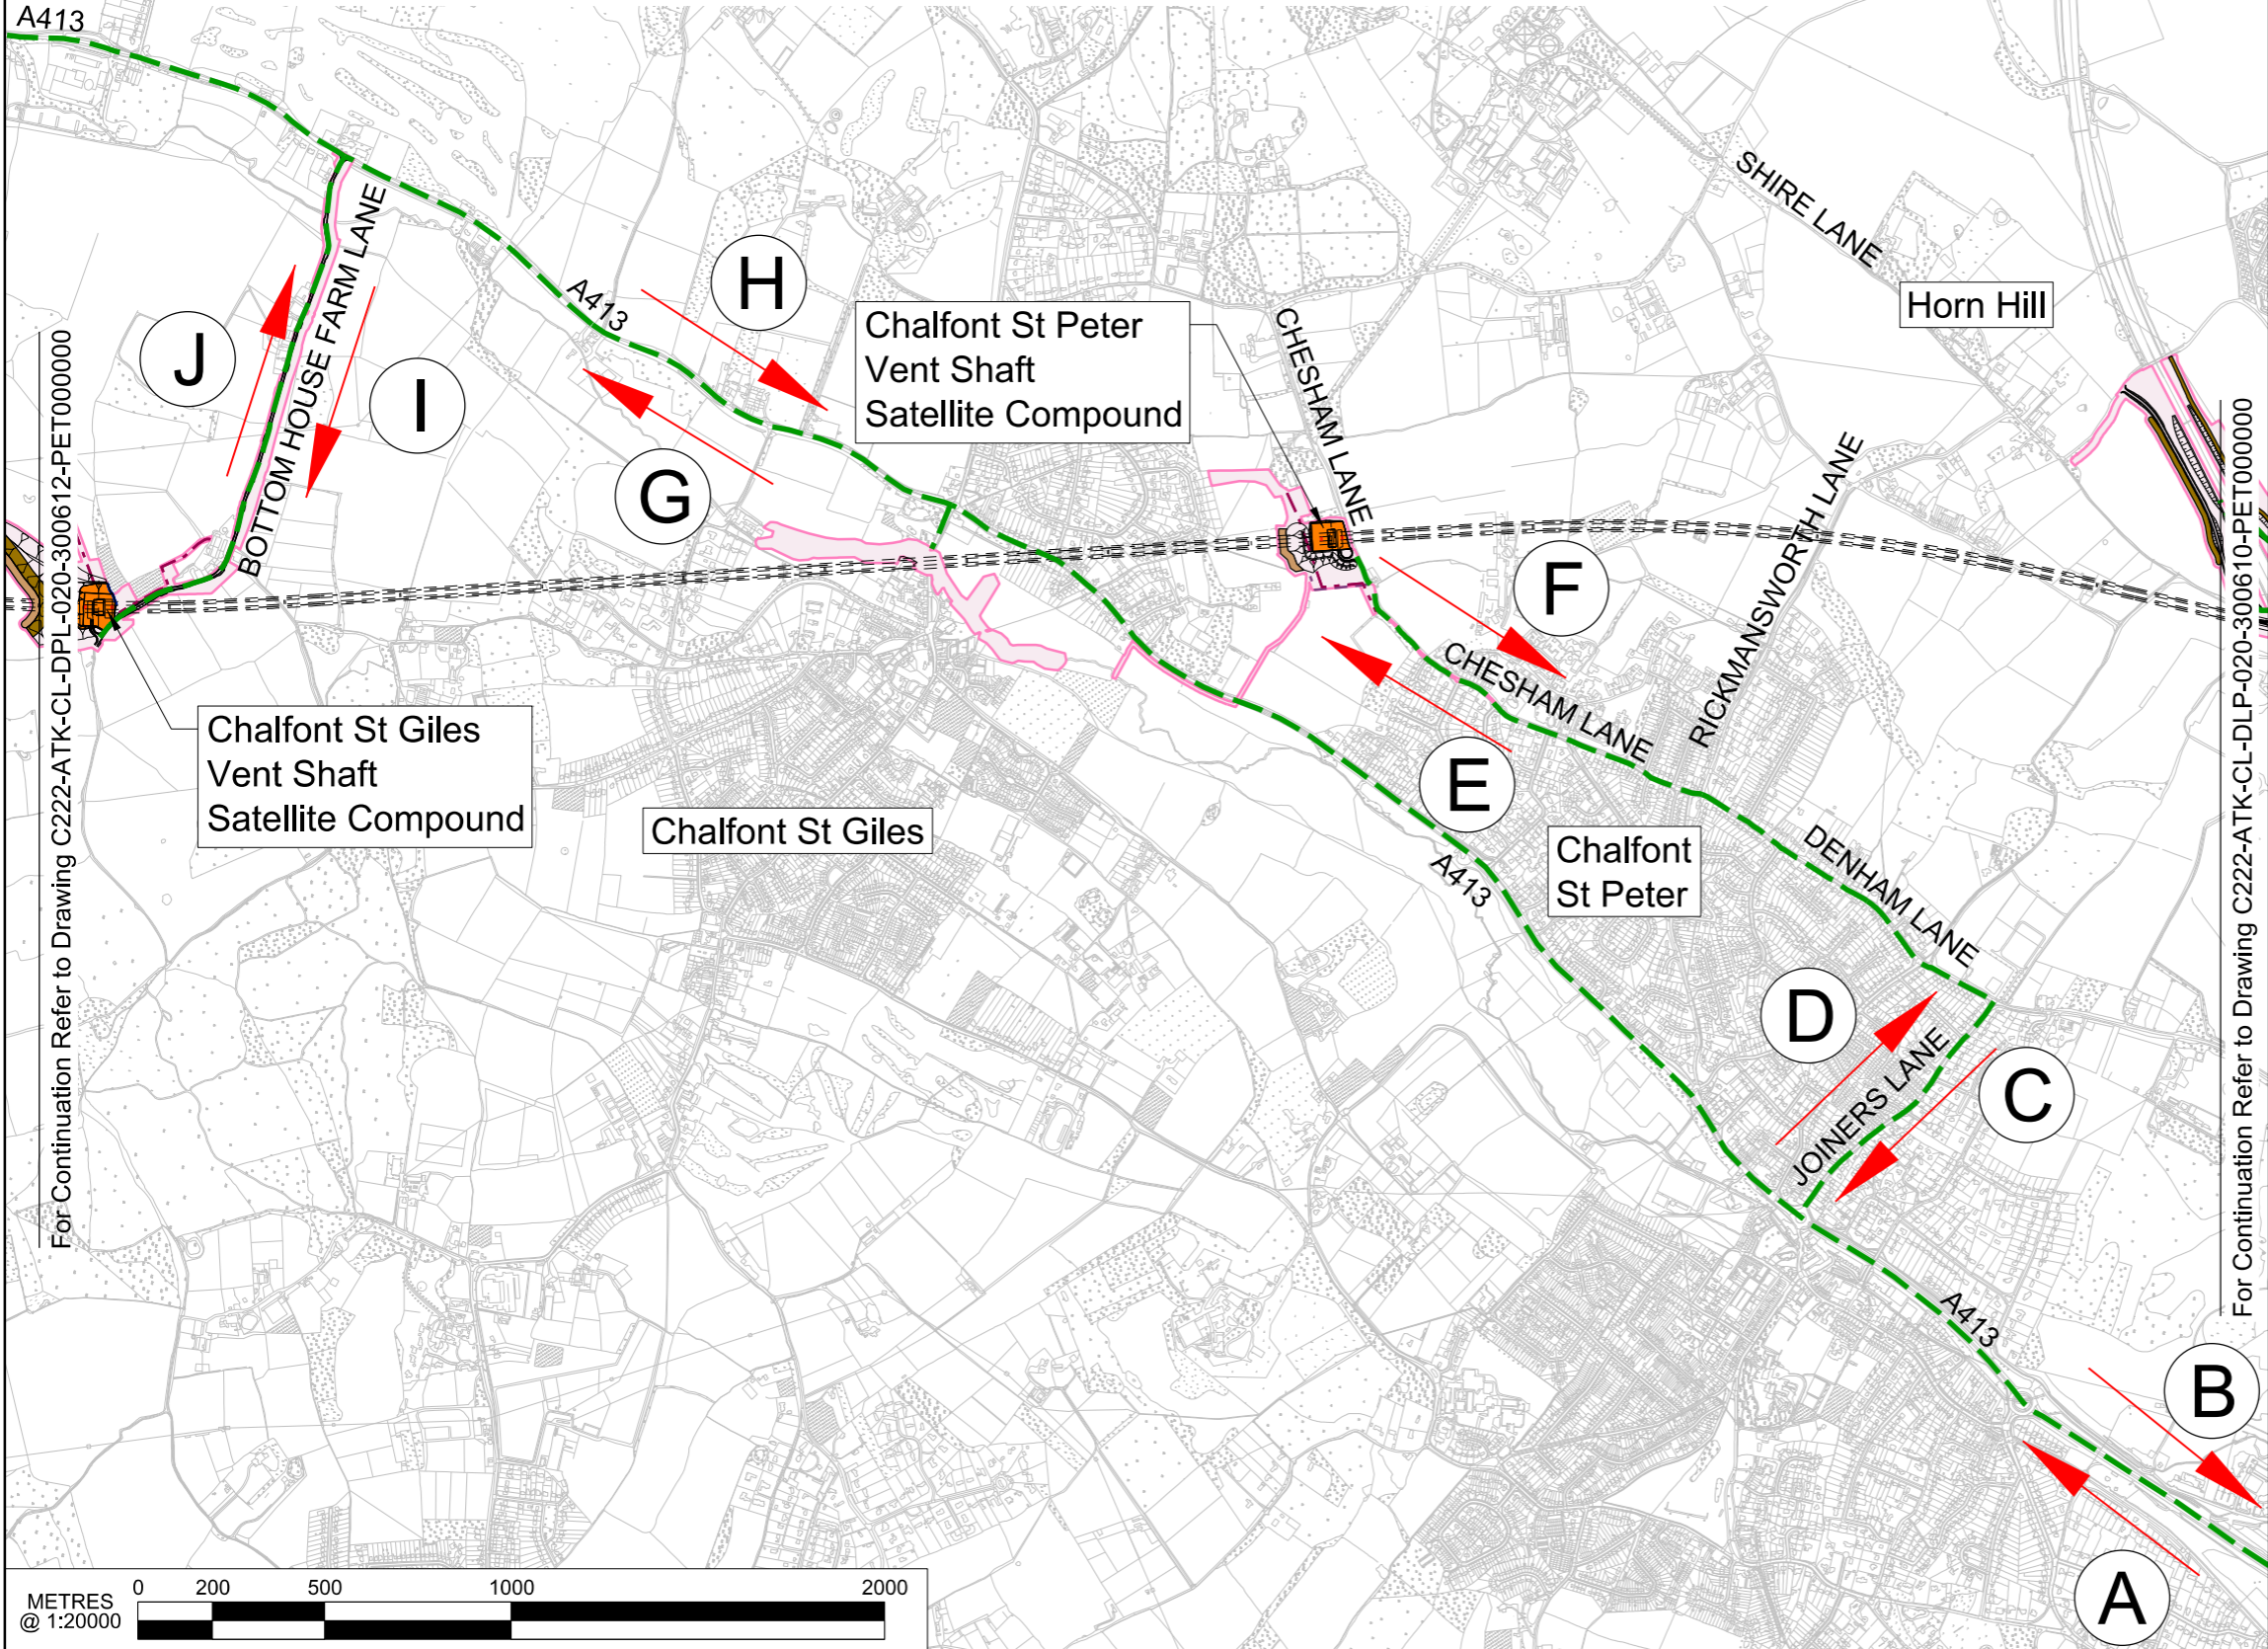 A413
SHIRE LANE
H
Horn Hill
A413
Chalfont St Peter
Vent Shaft
Satellite Compound
CHESHAM LANE
J
BOTTOM HOUSE FARM LANE
I
G
F
RICKMANSWORTH LANE
For Continuation Refer to Drawing C222-ATK-CL-DPL-020-300612-PET000000
For Continuation Refer to Drawing C222-ATK-CL-DLP-020-300610-PET000000
CHESHAM LANE
Chalfont St Giles
Vent Shaft
Satellite Compound
E
Chalfont St Giles
Chalfont
St Peter
A413
DENHAM LANE
D
C
JOINERS LANE
A413
B
A
METRES
@ 1:20000
0 200 500 1000 2000